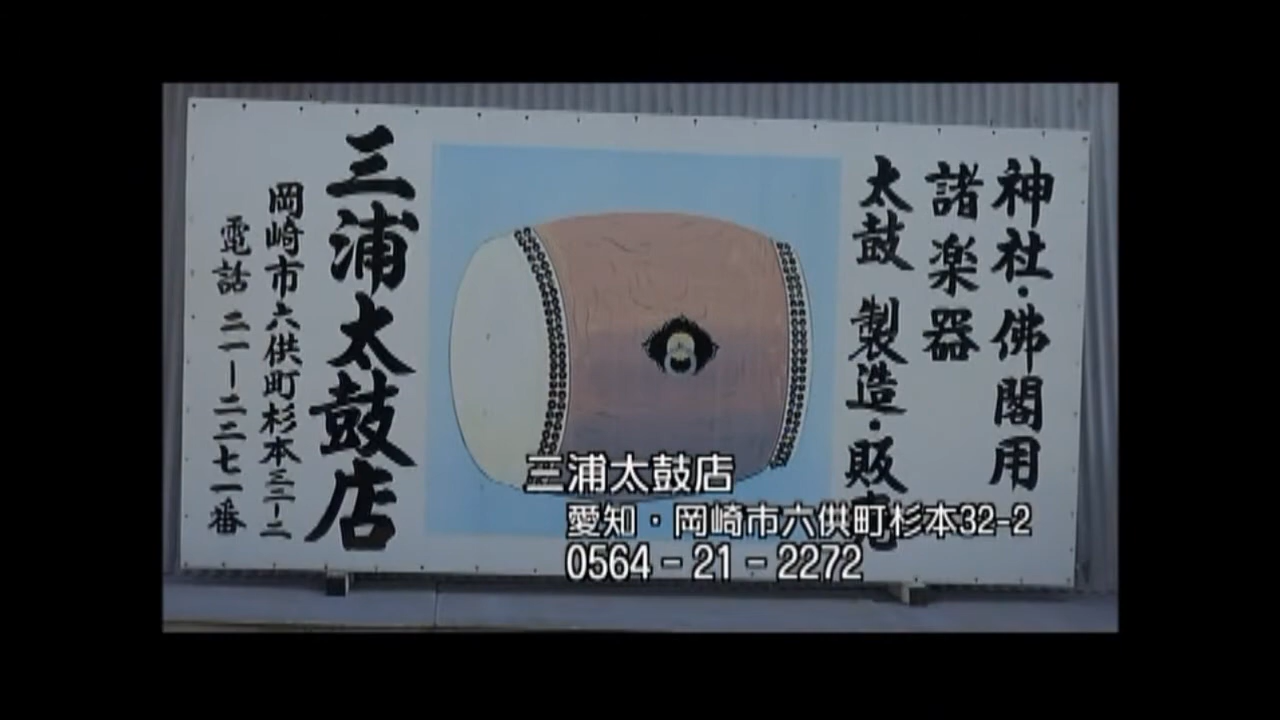 神社・佛閣用
諸楽器
太鼓 製造・販売
三浦太鼓店
岡崎市六供町杉本三二ー二
電話 二一ー二二七一番
三浦太鼓店
愛知・岡崎市六供町杉本32-2
0564-21-2272